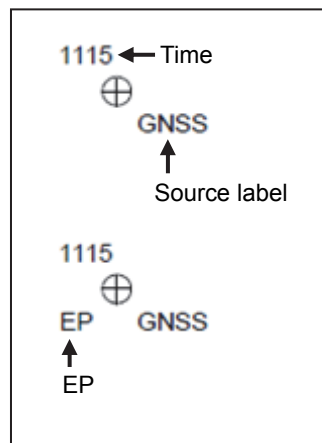 1115 Time
GNSS
Source label
1115
EP GNSS
EP